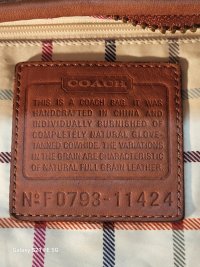 COACH
THIS IS A COACH BAG. IT WAS
HANDCRAFTED IN CHINA AND
INDIVIDUALLY BURNISHED OF
COMPLETELY NATURAL GLOVE-
TANNED COWHIDE. THE VARIATIONS
IN THE GRAIN ARE CHARACTERISTIC
OF NATURAL FULL GRAIN LEATHER.
Nº F0793-11424